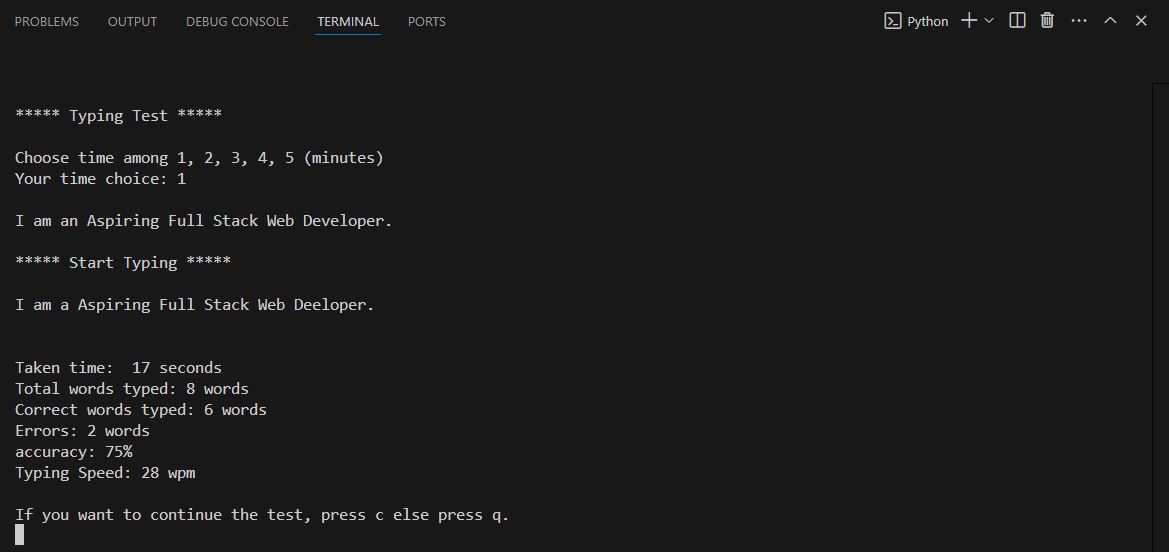 PROBLEMS OUTPUT DEBUG CONSOLE TERMINAL PORTS Python
***** Typing Test *****
Choose time among 1, 2, 3, 4, 5 (minutes)
Your time choice: 1
I am an Aspiring Full Stack Web Developer.
***** Start Typing *****
I am a Aspiring Full Stack Web Deeloper.
Taken time:  17 seconds
Total words typed: 8 words
Correct words typed: 6 words
Errors: 2 words
accuracy: 75%
Typing Speed: 28 wpm
If you want to continue the test, press c else press q.